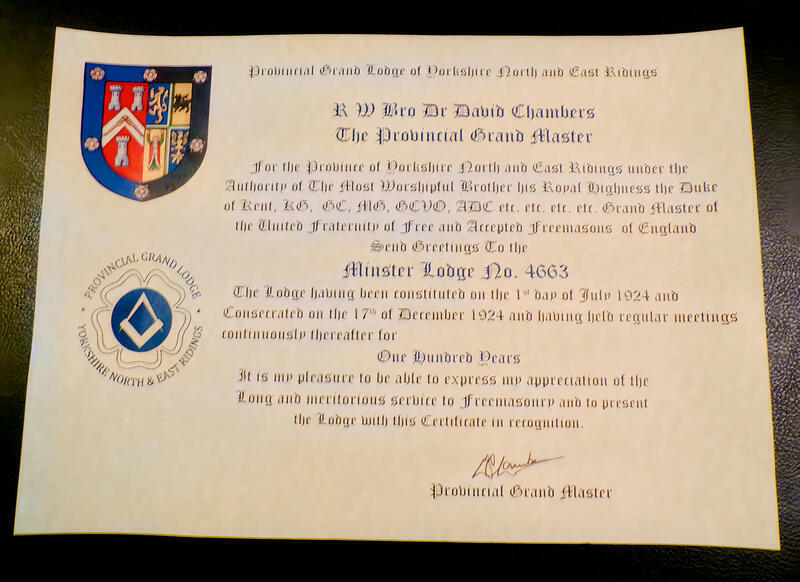 Provincial Grand Lodge of Yorkshire North and East Ridings
R W Bro Dr David Chambers
The Provincial Grand Master
For the Province of Yorkshire North and East Ridings under the
Authority of The Most Worshipful Brother his Royal Highness the Duke
of Kent, KG, GC, MG, GCVO, ADC etc. etc. etc. etc. Grand Master of
the United Fraternity of Free and Accepted Freemasons of England
Send Greetings To the
Minster Lodge No. 4663
The Lodge having been constituted on the 1st day of July 1924 and
Consecrated on the 17th of December 1924 and having held regular meetings
continuously thereafter for
One Hundred Years
It is my pleasure to be able to express my appreciation of the
Long and meritorious service to Freemasonry and to present
the Lodge with this Certificate in recognition.
Provincial Grand Master
PROVINCIAL GRAND LODGE
YORKSHIRE NORTH & EAST RIDINGS